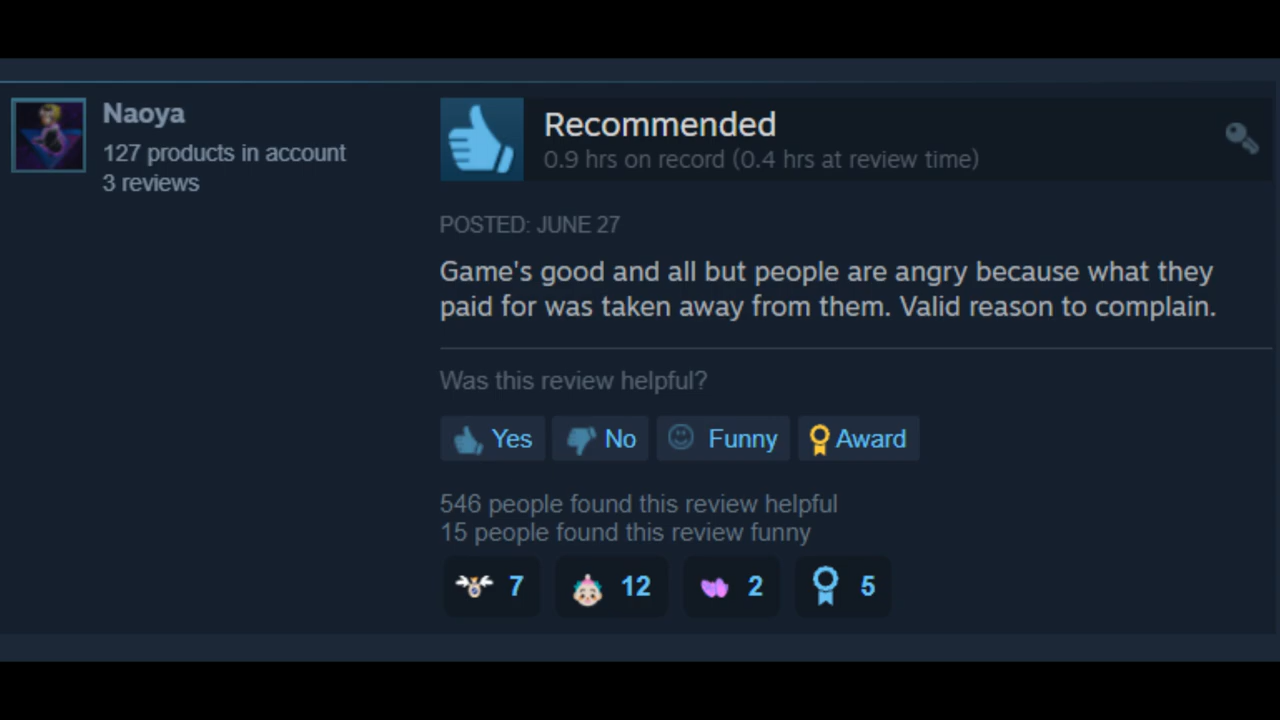 Naoya
127 products in account
3 reviews
Recommended
0.9 hrs on record (0.4 hrs at review time)
POSTED: JUNE 27
Game's good and all but people are angry because what they
paid for was taken away from them. Valid reason to complain.
Was this review helpful?
Yes No Funny Award
546 people found this review helpful
15 people found this review funny
7 12 2 5